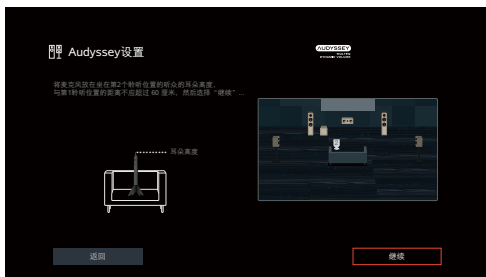 Audyssey设置
AUDYSSEY
MULTEQ
DYNAMIC VOLUME
将麦克风放在坐在第2个聆听位置的听众的耳朵高度，
与第1聆听位置的距离不应超过 60 厘米，然后选择“继续”...
耳朵高度
返回
继续